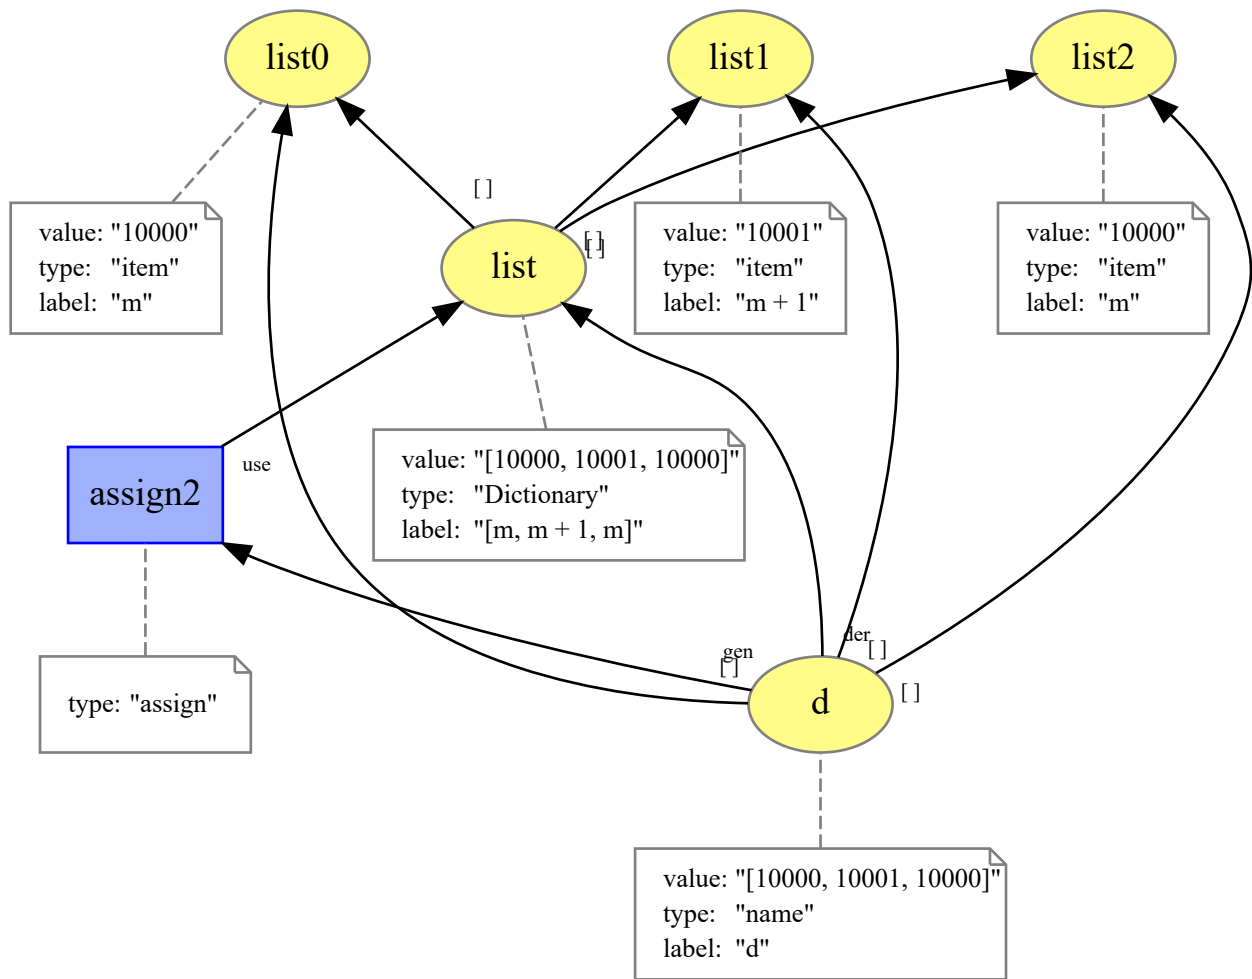 list0
list1
list2
value: "10000"
type: "item"
label: "m"
[ ]
list
[ ]
[ ]
value: "10001"
type: "item"
label: "m + 1"
value: "10000"
type: "item"
label: "m"
assign2
use
value: "[10000, 10001, 10000]"
type: "Dictionary"
label: "[m, m + 1, m]"
type: "assign"
gen
[ ]
der
[ ]
d
[ ]
value: "[10000, 10001, 10000]"
type: "name"
label: "d"